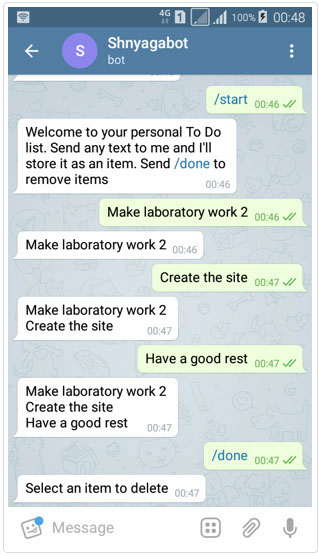 4G 1 100% 00:48
S Shnyagabot
bot
/start 00:46
Welcome to your personal To Do
list. Send any text to me and I'll
store it as an item. Send /done to
remove items
00:46
Make laboratory work 2 00:46
Make laboratory work 2 00:46
Create the site 00:47
Make laboratory work 2
Create the site 00:47
Have a good rest 00:47
Make laboratory work 2
Create the site
Have a good rest 00:47
/done 00:47
Select an item to delete 00:47
Message